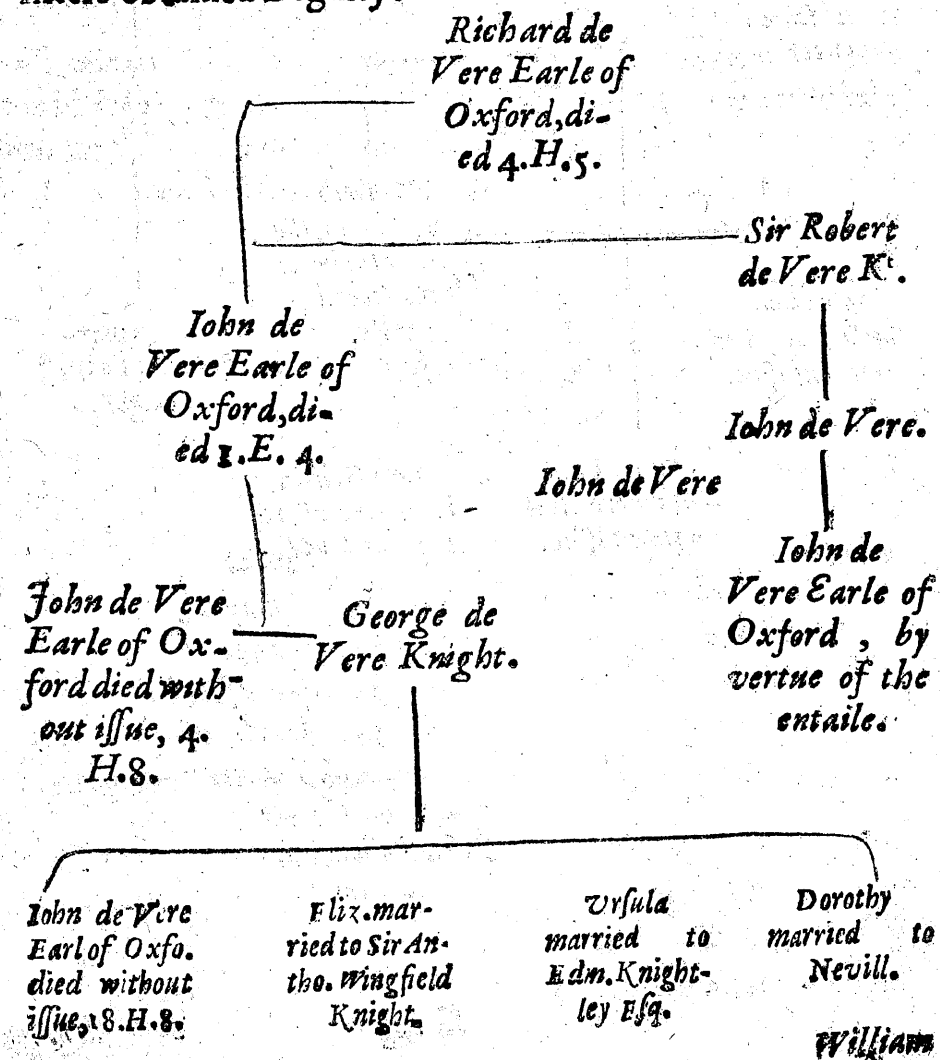 Richard de
Vere Earle of
Oxford, di-
ed 4. H. 5.
Sir Robert
de Vere Kt.
Iohn de
Vere Earle of
Oxford, di-
ed 1. E. 4.
Iohn de Vere.
Iohn de Vere
Iohn de
Vere Earle of
Oxford , by
vertue of the
entaile.
John de Vere
Earle of Ox-
ford died with-
out iſſue, 4.
H. 8.
George de
Vere Knight.
Iohn de Vere
Earl of Oxfo.
died without
iſſue, 18. H. 8.
Eliz. mar-
ried to Sir An-
tho. Wingfield
Knight.
Urſula
married to
Edm. Knight-
ley Eſq.
Dorothy
married to
Nevill.
William